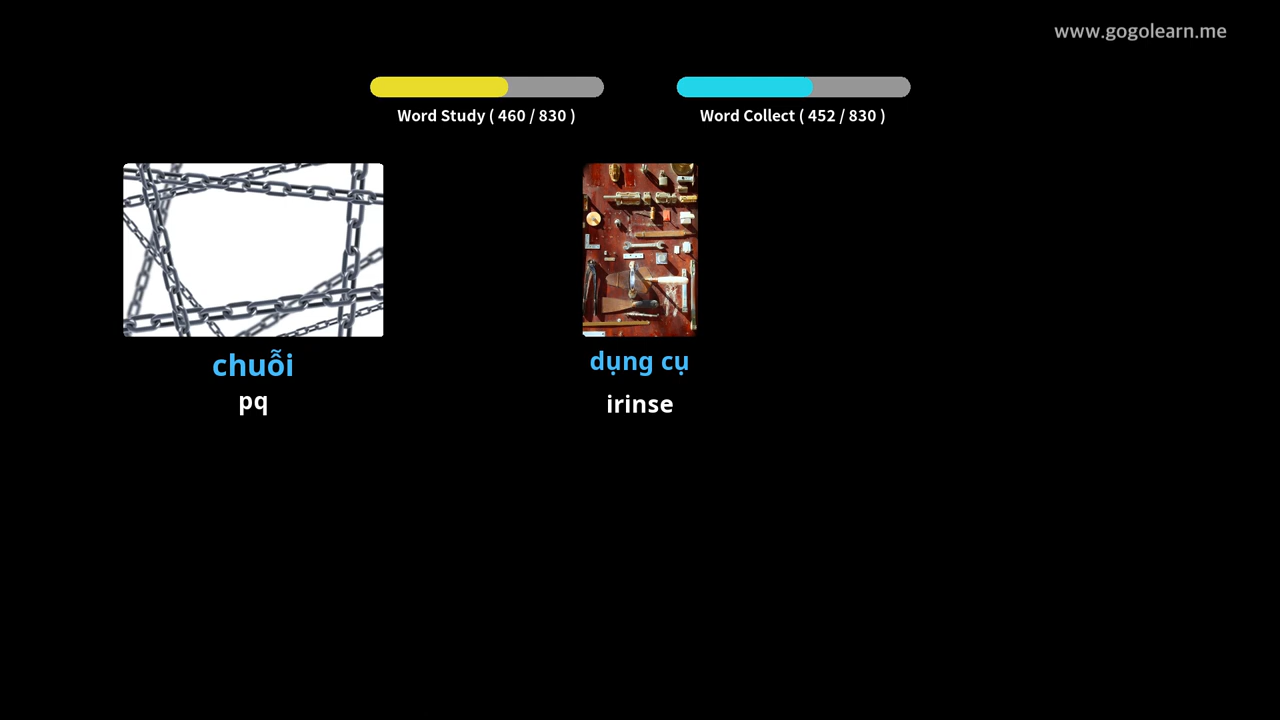 www.gogolearn.me
Word Study ( 460 / 830 )
Word Collect ( 452 / 830 )
chuỗi
pq
dụng cụ
irinse